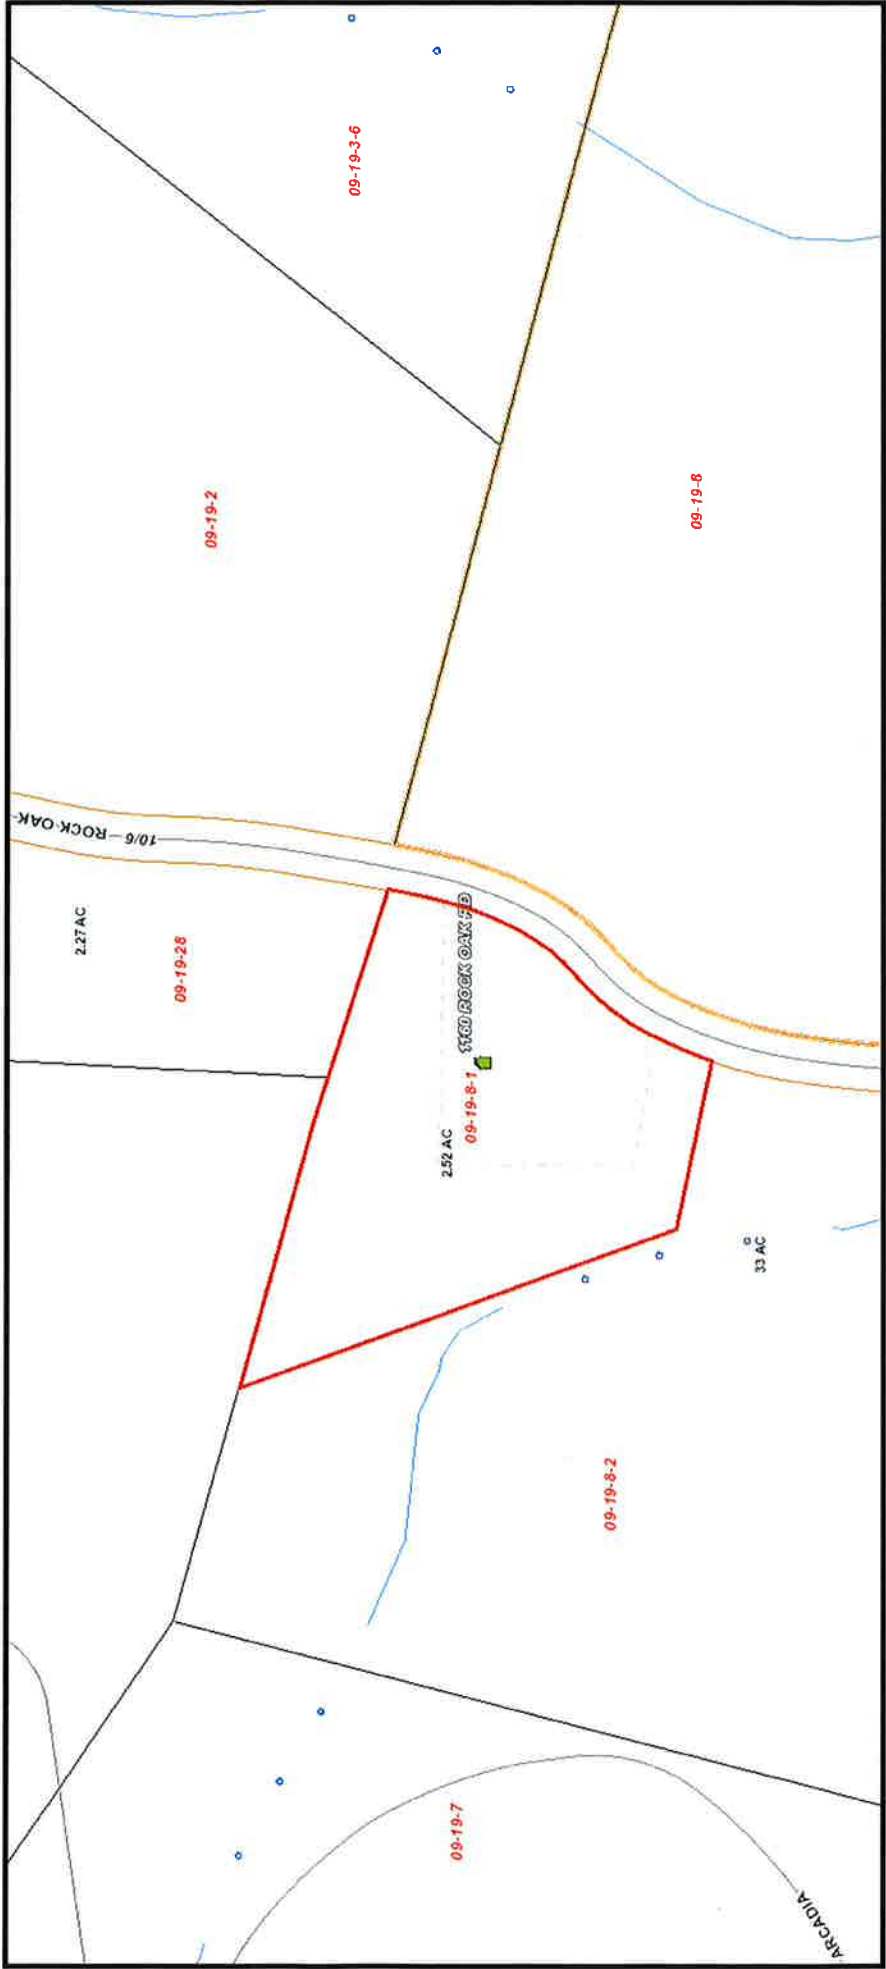 09-19-3-6
09-19-2
09-19-8
10/6 ROCK OAK
2.27 AC
09-19-28
1160 ROCK OAK RD
09-19-8-1
2.52 AC
33 AC
09-19-8-2
09-19-7
ARCADIA